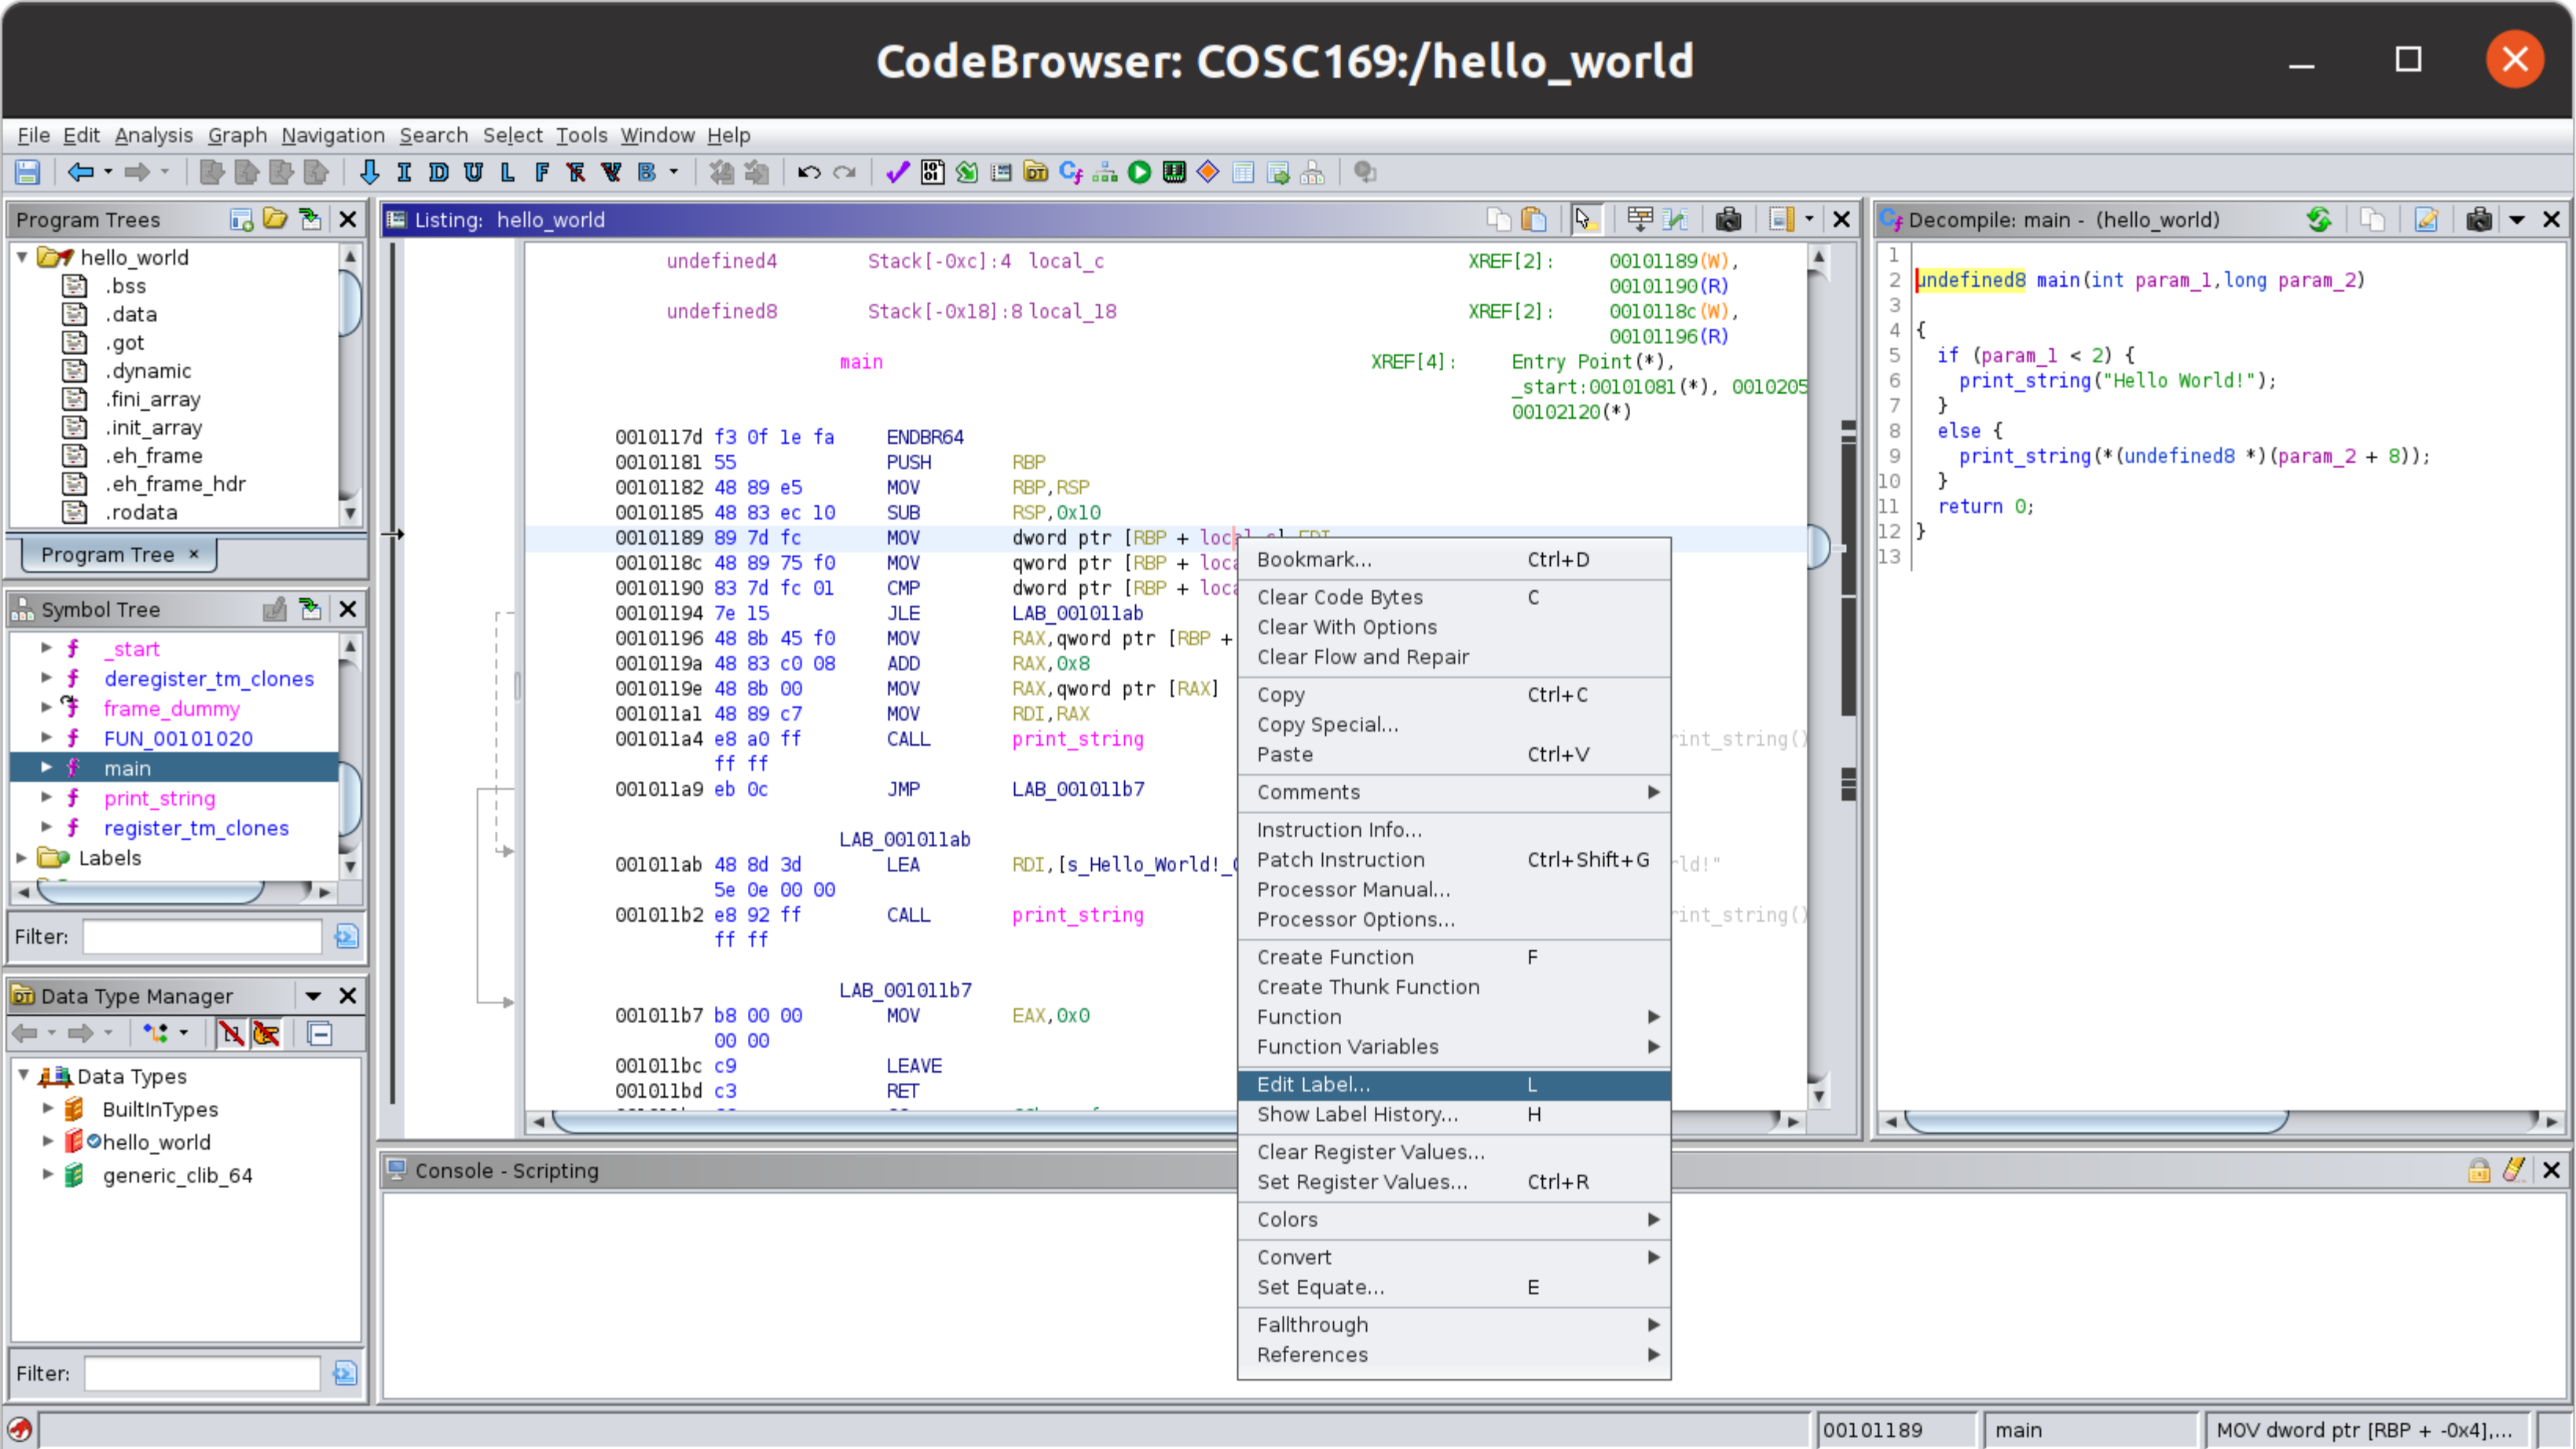 CodeBrowser: COSC169:/hello_world
File Edit Analysis Graph Navigation Search Select Tools Window Help
I D U L F F V B
Program Trees
hello_world
.bss
.data
.got
.dynamic
.fini_array
.init_array
.eh_frame
.eh_frame_hdr
.rodata
Program Tree ×
Symbol Tree
_start
deregister_tm_clones
frame_dummy
FUN_00101020
main
print_string
register_tm_clones
Labels
Filter:
Data Type Manager
Data Types
BuiltInTypes
hello_world
generic_clib_64
Filter:
Listing: hello_world
undefined4 Stack[-0xc]:4 local_c XREF[2]: 00101189(W),
00101190(R)
undefined8 Stack[-0x18]:8 local_18 XREF[2]: 0010118c(W),
00101196(R)
main XREF[4]: Entry Point(*),
_start:00101081(*), 0010205
00102120(*)
0010117d f3 0f 1e fa ENDBR64
00101181 55 PUSH RBP
00101182 48 89 e5 MOV RBP,RSP
00101185 48 83 ec 10 SUB RSP,0x10
00101189 89 7d fc MOV dword ptr [RBP + local_c],EDI
0010118c 48 89 75 f0 MOV qword ptr [RBP + loca
00101190 83 7d fc 01 CMP dword ptr [RBP + loca
00101194 7e 15 JLE LAB_001011ab
00101196 48 8b 45 f0 MOV RAX,qword ptr [RBP +
0010119a 48 83 c0 08 ADD RAX,0x8
0010119e 48 8b 00 MOV RAX,qword ptr [RAX]
001011a1 48 89 c7 MOV RDI,RAX
001011a4 e8 a0 ff CALL print_string rint_string()
ff ff
001011a9 eb 0c JMP LAB_001011b7
LAB_001011ab
001011ab 48 8d 3d LEA RDI,[s_Hello_World!_ rld!"
5e 0e 00 00
001011b2 e8 92 ff CALL print_string rint_string()
ff ff
LAB_001011b7
001011b7 b8 00 00 MOV EAX,0x0
00 00
001011bc c9 LEAVE
001011bd c3 RET
Bookmark... Ctrl+D
Clear Code Bytes C
Clear With Options
Clear Flow and Repair
Copy Ctrl+C
Copy Special...
Paste Ctrl+V
Comments
Instruction Info...
Patch Instruction Ctrl+Shift+G
Processor Manual...
Processor Options...
Create Function F
Create Thunk Function
Function
Function Variables
Edit Label... L
Show Label History... H
Clear Register Values...
Set Register Values... Ctrl+R
Colors
Convert
Set Equate... E
Fallthrough
References
Decompile: main - (hello_world)
1
2 undefined8 main(int param_1,long param_2)
3
4 {
5 if (param_1 < 2) {
6 print_string("Hello World!");
7 }
8 else {
9 print_string(*(undefined8 *)(param_2 + 8));
10 }
11 return 0;
12 }
13
Console - Scripting
00101189 main MOV dword ptr [RBP + -0x4],...